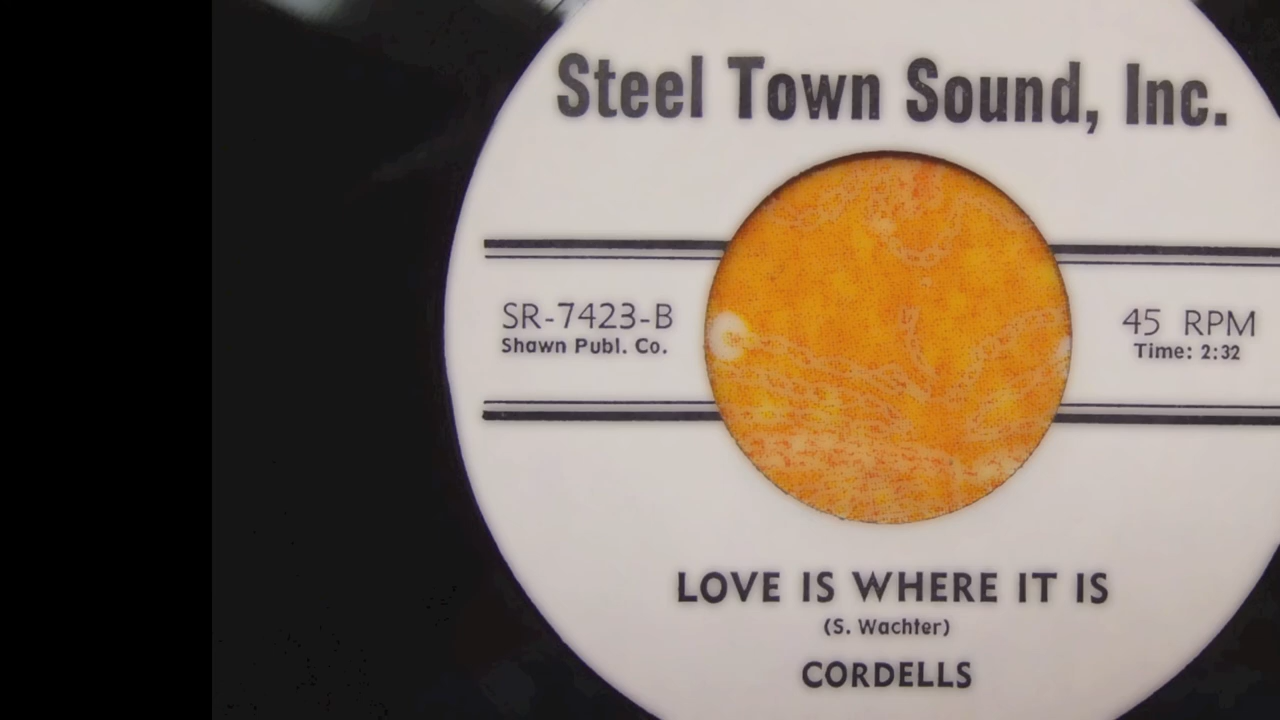 Steel Town Sound, Inc.
SR-7423-B
Shawn Publ. Co.
45 RPM
Time: 2:32
LOVE IS WHERE IT IS
(S. Wachter)
CORDELLS